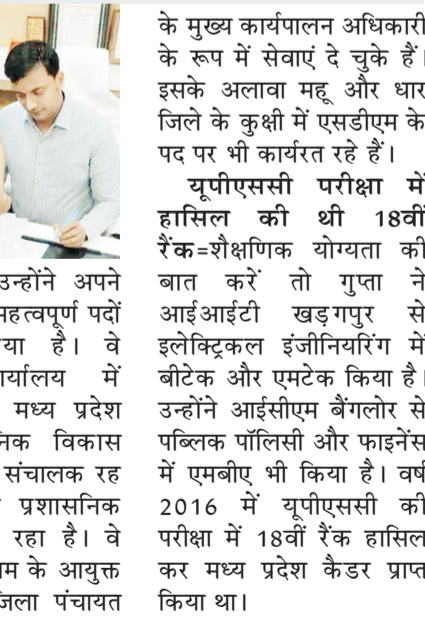 उन्होंने अपने
महत्वपूर्ण पदों
है। वे
में
मध्य प्रदेश
विकास
संचालक रह
प्रशासनिक
रहा है। वे
के आयुक्त
जिला पंचायत
के मुख्य कार्यपालन अधिकारी
के रूप में सेवाएं दे चुके हैं।
इसके अलावा महू और धार
जिले के कुक्षी में एसडीएम के
पद पर भी कार्यरत रहे हैं।
यूपीएससी परीक्षा में
हासिल की थी 18वीं
रैंक=शैक्षणिक योग्यता की
बात करें तो गुप्ता ने
आईआईटी खड़गपुर से
इलेक्ट्रिकल इंजीनियरिंग में
बीटेक और एमटेक किया है।
उन्होंने आईसीएम बैंगलोर से
पब्लिक पॉलिसी और फाइनेंस
में एमबीए भी किया है। वर्ष
2016 में यूपीएससी की
परीक्षा में 18वीं रैंक हासिल
कर मध्य प्रदेश कैडर प्राप्त
किया था।